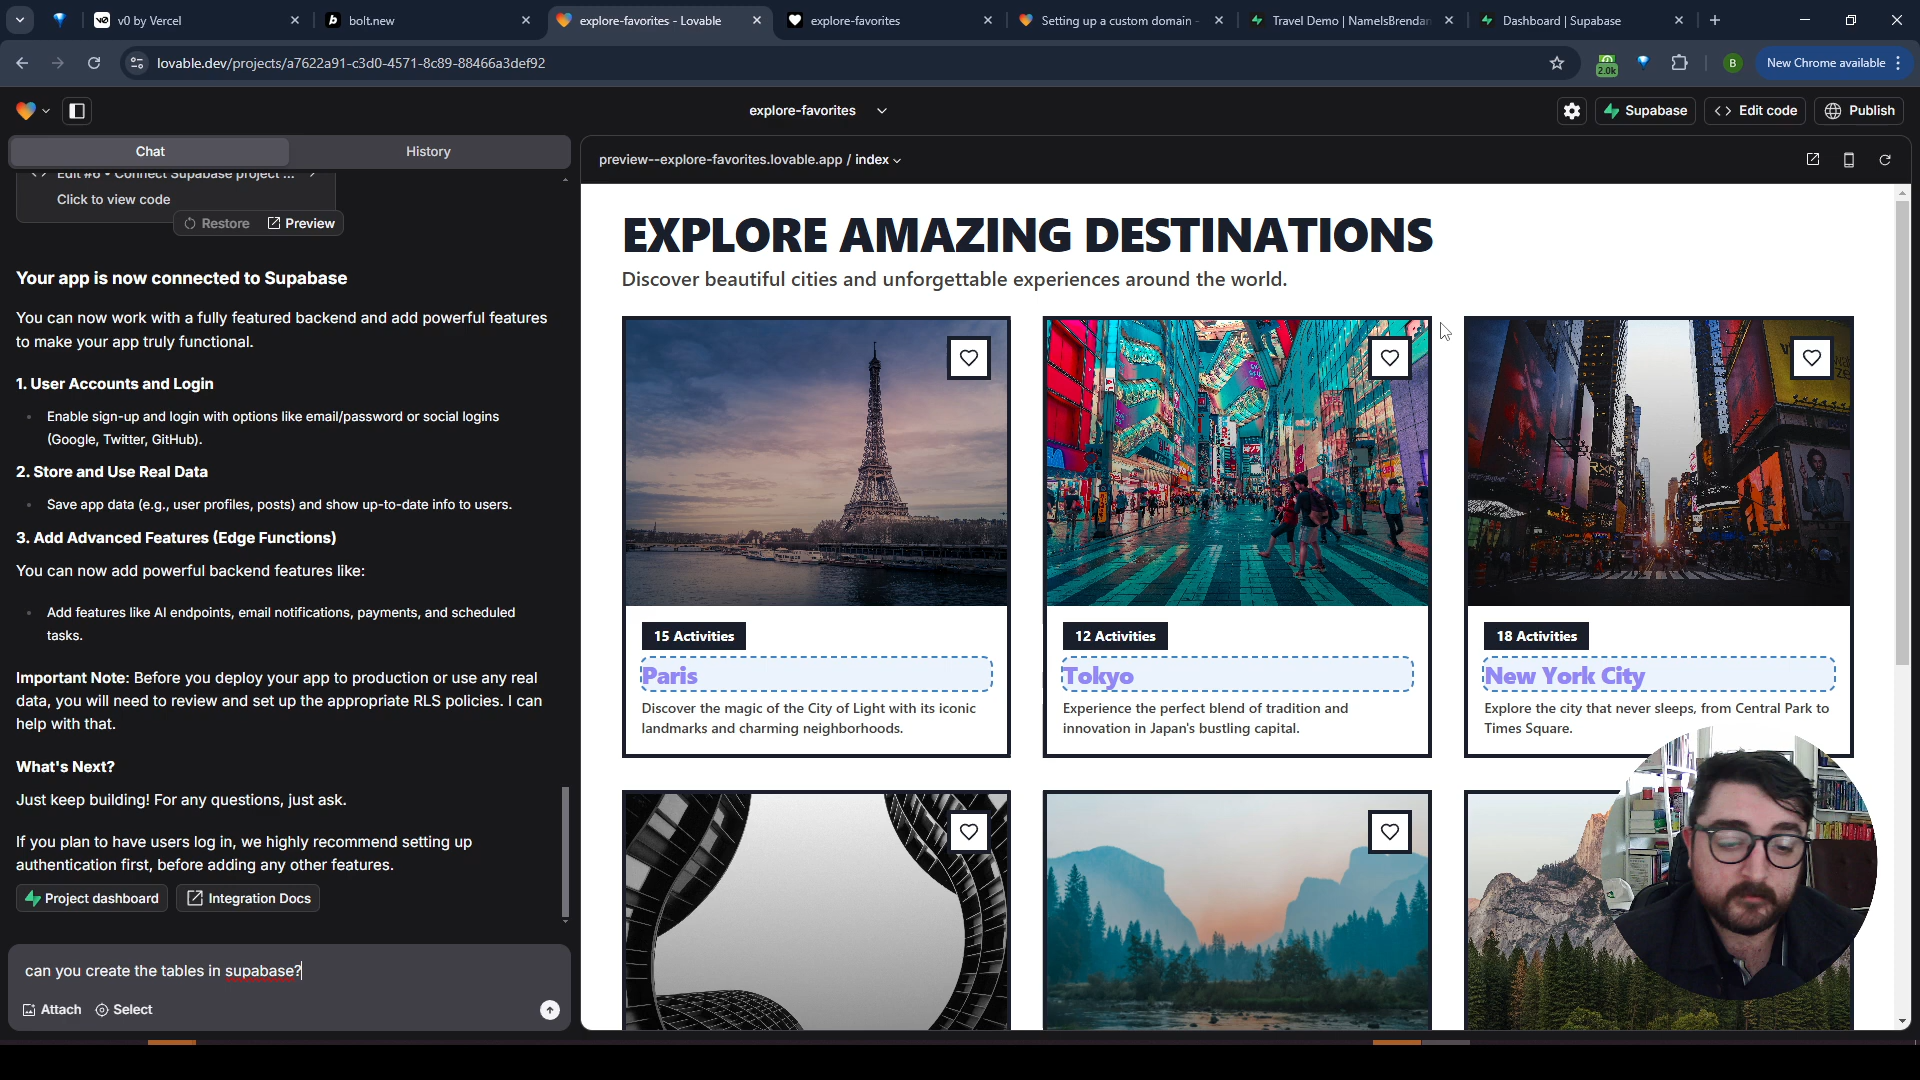 v0 by Vercel
bolt.new
explore-favorites - Lovable
explore-favorites
Setting up a custom domain -
Travel Demo | NameIsBrendan
Dashboard | Supabase
lovable.dev/projects/a7622a91-c3d0-4571-8c89-88466a3def92
2.0k
B
New Chrome available
explore-favorites
Supabase
Edit code
Publish
Chat
History
preview--explore-favorites.lovable.app / index
Edit #6 • Connect Supabase project ...
Click to view code
Restore
Preview
Your app is now connected to Supabase
You can now work with a fully featured backend and add powerful features
to make your app truly functional.
1. User Accounts and Login
Enable sign-up and login with options like email/password or social logins
(Google, Twitter, GitHub).
2. Store and Use Real Data
Save app data (e.g., user profiles, posts) and show up-to-date info to users.
3. Add Advanced Features (Edge Functions)
You can now add powerful backend features like:
Add features like AI endpoints, email notifications, payments, and scheduled
tasks.
Important Note: Before you deploy your app to production or use any real
data, you will need to review and set up the appropriate RLS policies. I can
help with that.
What's Next?
Just keep building! For any questions, just ask.
If you plan to have users log in, we highly recommend setting up
authentication first, before adding any other features.
Project dashboard
Integration Docs
can you create the tables in supabase?
Attach
Select
EXPLORE AMAZING DESTINATIONS
Discover beautiful cities and unforgettable experiences around the world.
15 Activities
Paris
Discover the magic of the City of Light with its iconic
landmarks and charming neighborhoods.
12 Activities
Tokyo
Experience the perfect blend of tradition and
innovation in Japan's bustling capital.
18 Activities
New York City
Explore the city that never sleeps, from Central Park to
Times Square.